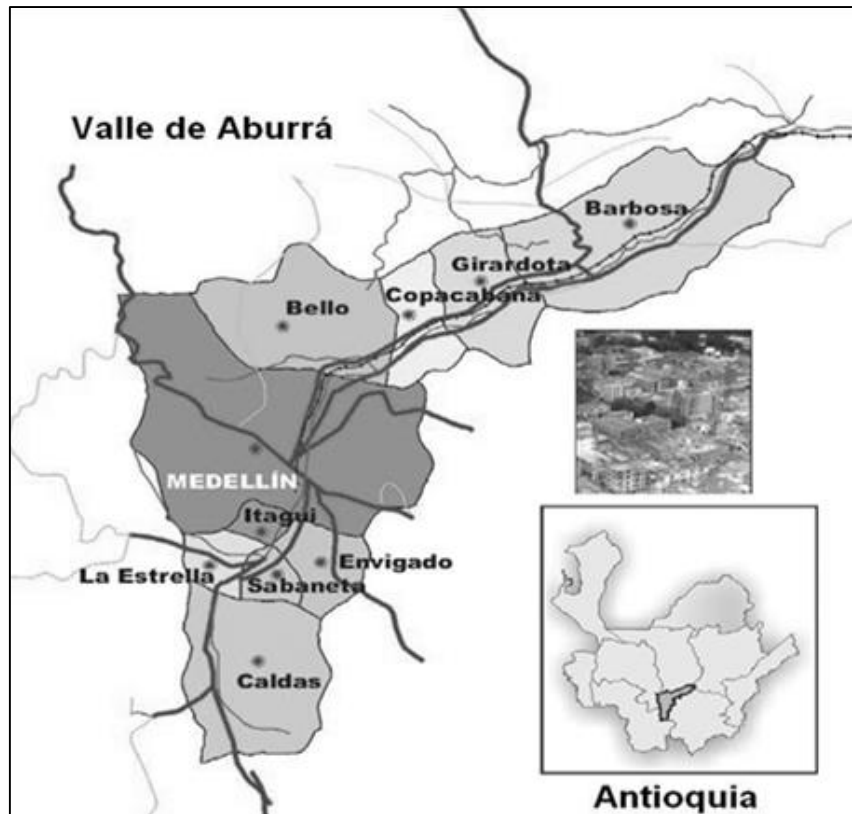 Valle de Aburrá
Barbosa
Girardota
Copacabana
Bello
MEDELLÍN
Itagui
Envigado
La Estrella
Sabaneta
Caldas
Antioquia